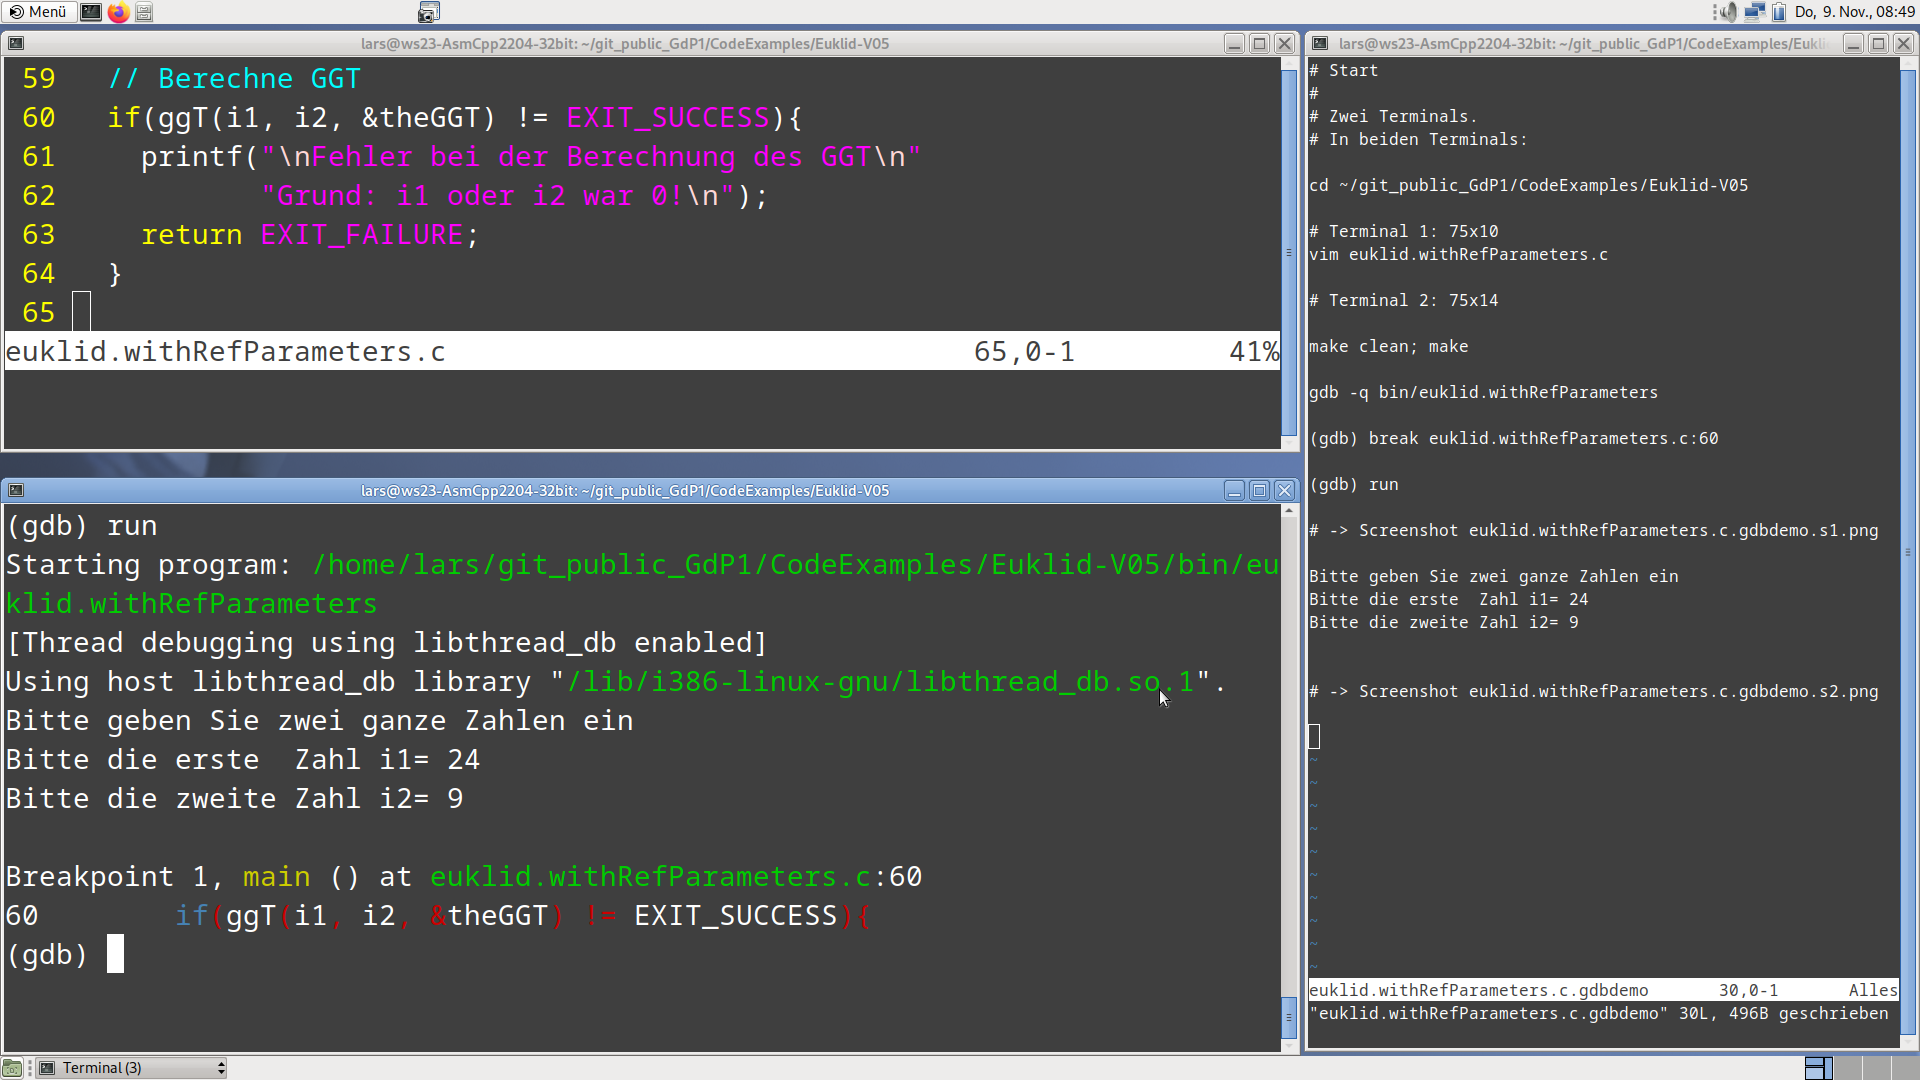 Menü
Do, 9. Nov., 08:49
lars@ws23-AsmCpp2204-32bit: ~/git_public_GdP1/CodeExamples/Euklid-V05
59   // Berechne GGT
60   if(ggT(i1, i2, &theGGT) != EXIT_SUCCESS){
61     printf("\nFehler bei der Berechnung des GGT\n"
62            "Grund: i1 oder i2 war 0!\n");
63     return EXIT_FAILURE;
64   }
65
euklid.withRefParameters.c 65,0-1 41%
lars@ws23-AsmCpp2204-32bit: ~/git_public_GdP1/CodeExamples/Euklid-V05
(gdb) run
Starting program: /home/lars/git_public_GdP1/CodeExamples/Euklid-V05/bin/eu
klid.withRefParameters
[Thread debugging using libthread_db enabled]
Using host libthread_db library "/lib/i386-linux-gnu/libthread_db.so.1".
Bitte geben Sie zwei ganze Zahlen ein
Bitte die erste  Zahl i1= 24
Bitte die zweite Zahl i2= 9
Breakpoint 1, main () at euklid.withRefParameters.c:60
60        if(ggT(i1, i2, &theGGT) != EXIT_SUCCESS){
(gdb)
lars@ws23-AsmCpp2204-32bit: ~/git_public_GdP1/CodeExamples/Eukli
# Start
#
# Zwei Terminals.
# In beiden Terminals:
cd ~/git_public_GdP1/CodeExamples/Euklid-V05
# Terminal 1: 75x10
vim euklid.withRefParameters.c
# Terminal 2: 75x14
make clean; make
gdb -q bin/euklid.withRefParameters
(gdb) break euklid.withRefParameters.c:60
(gdb) run
# -> Screenshot euklid.withRefParameters.c.gdbdemo.s1.png
Bitte geben Sie zwei ganze Zahlen ein
Bitte die erste  Zahl i1= 24
Bitte die zweite Zahl i2= 9
# -> Screenshot euklid.withRefParameters.c.gdbdemo.s2.png
~
~
~
~
~
~
~
~
~
~
euklid.withRefParameters.c.gdbdemo 30,0-1 Alles
"euklid.withRefParameters.c.gdbdemo" 30L, 496B geschrieben
Terminal (3)